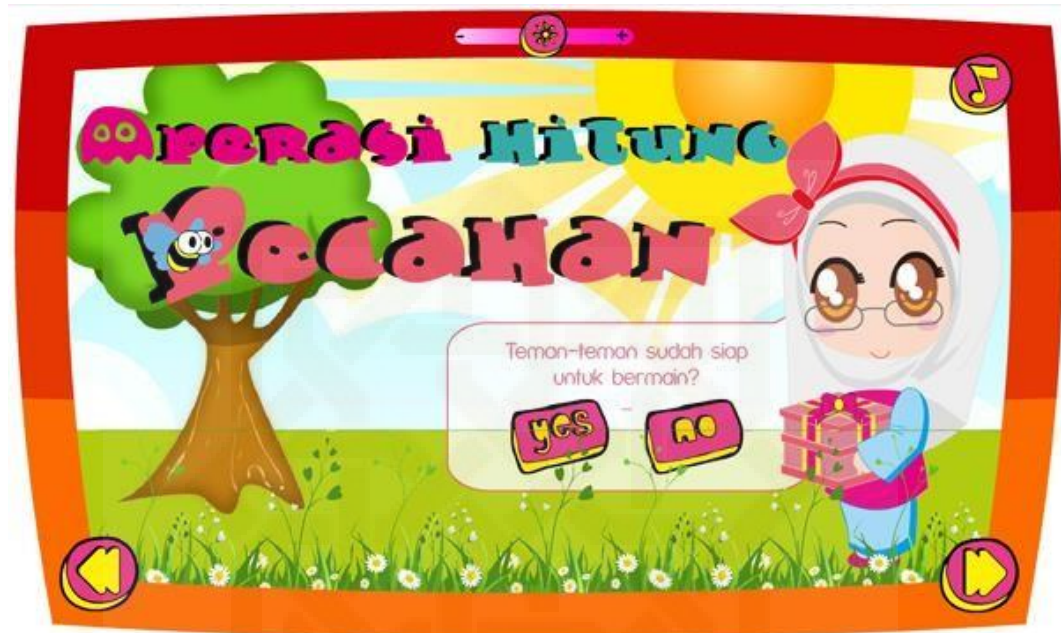 - +
Operasi Hitung
Pecahan
Teman-teman sudah siap
untuk bermain?
yes - no